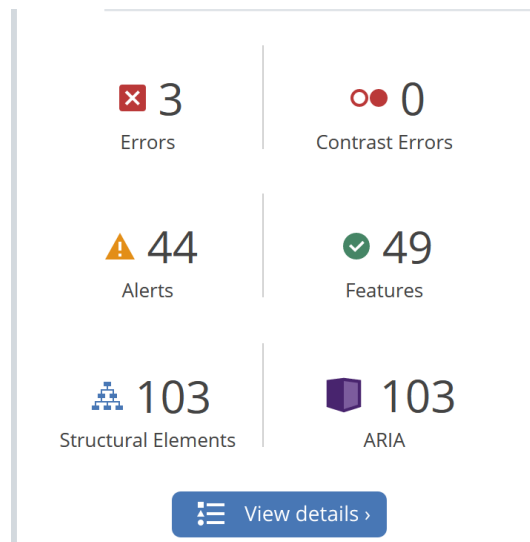 3
Errors
0
Contrast Errors
44
Alerts
49
Features
103
Structural Elements
103
ARIA
View details ›